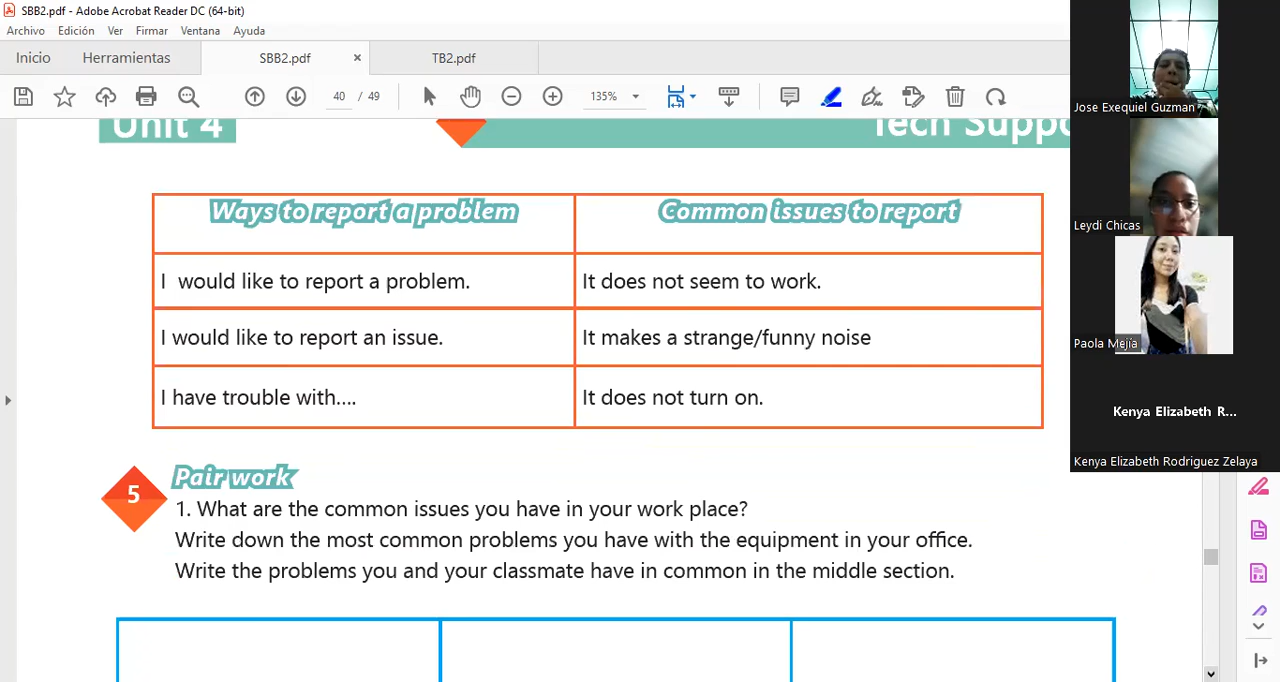 SBB2.pdf - Adobe Acrobat Reader DC (64-bit)
Archivo Edición Ver Firmar Ventana Ayuda
Inicio Herramientas SBB2.pdf × TB2.pdf
40 / 49 135%
Unit 4 Tech Suppo
Ways to report a problem Common issues to report
I would like to report a problem. It does not seem to work.
I would like to report an issue. It makes a strange/funny noise
I have trouble with.... It does not turn on.
5 Pair work
1. What are the common issues you have in your work place?
Write down the most common problems you have with the equipment in your office.
Write the problems you and your classmate have in common in the middle section.
Jose Exequiel Guzman
Leydi Chicas
Paola Mejía
Kenya Elizabeth R...
Kenya Elizabeth Rodriguez Zelaya